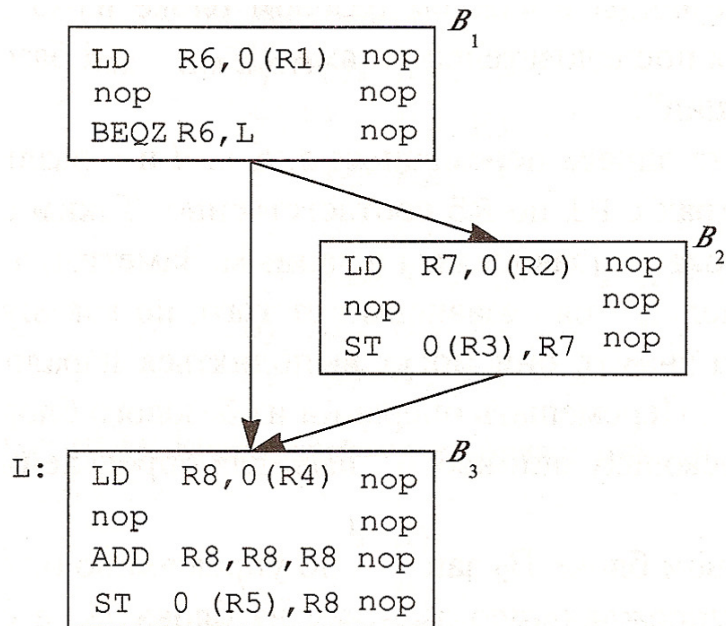 B1
LD R6,0(R1) nop
nop nop
BEQZ R6,L nop
B2
LD R7,0(R2) nop
nop nop
ST 0(R3),R7 nop
L: B3
LD R8,0(R4) nop
nop nop
ADD R8,R8,R8 nop
ST 0 (R5),R8 nop